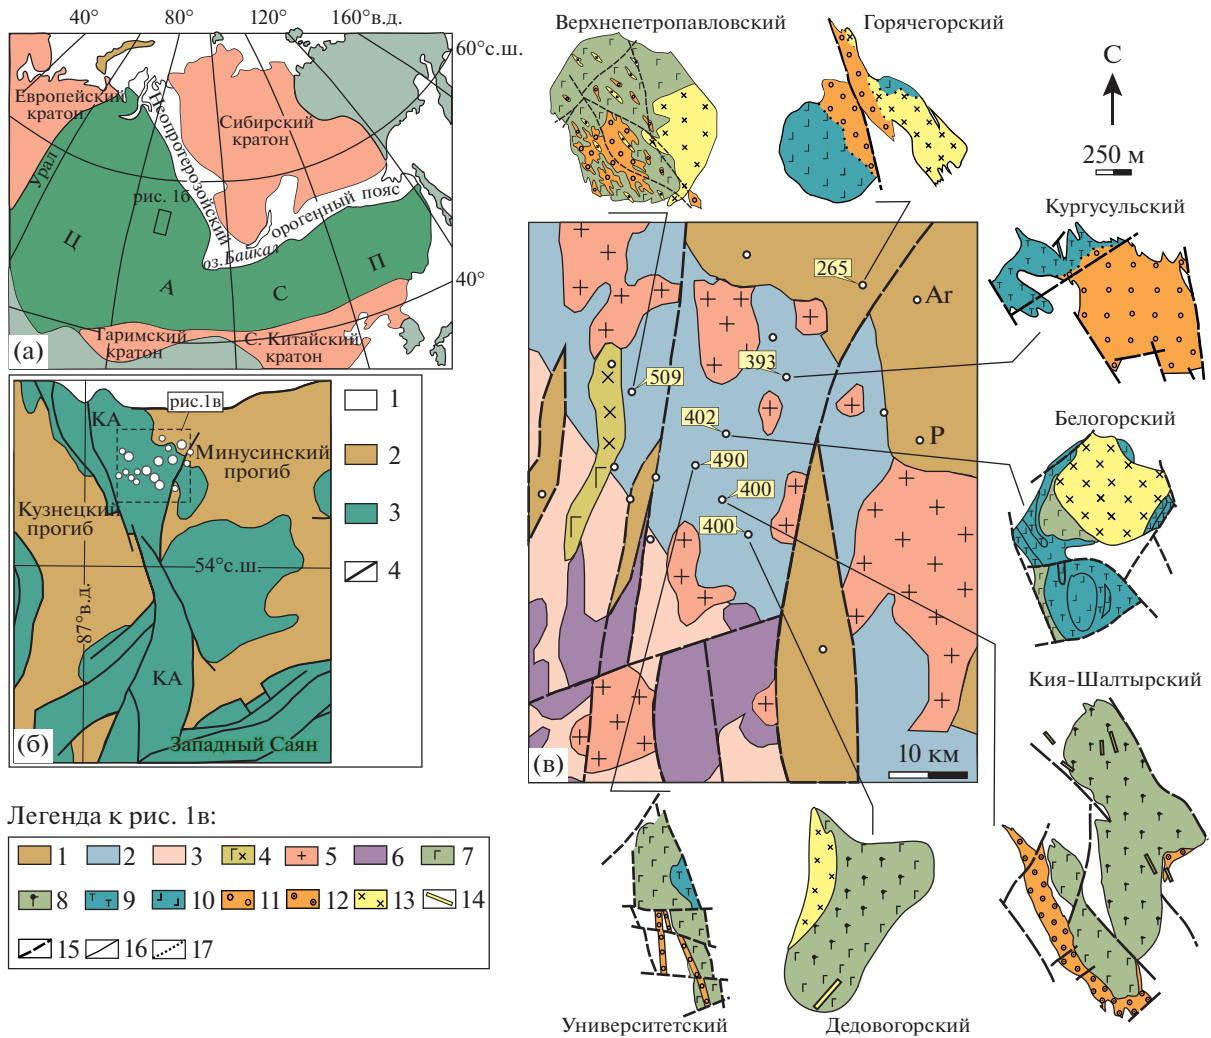 40°
80°
120°
160°в.д.
60°с.ш.
Европейский
кратон
Неопротерозойский
Сибирский
кратон
Урал
рис. 1б
орогенный пояс
оз.Байкал
Ц
А
С
П
40°
Таримский
кратон
С. Китайский
кратон
(а)
КА
рис.1в
Минусинский
прогиб
Кузнецкий
прогиб
54°с.ш.
87°в.д.
КА
Западный Саян
(б)
1
2
3
4
Верхнепетропавловский
Горячегорский
С
250 м
Кургусульский
Белогорский
Кия-Шалтырский
265
Ar
393
509
402
P
490
400
400
10 км
(в)
Университетский
Дедовогорский
Легенда к рис. 1в:
1 2 3 4 5 6 7
8 9 10 11 12 13 14
15 16 17